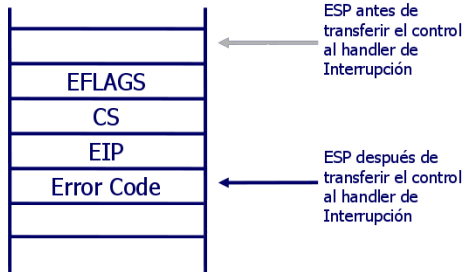 ESP antes de
transferir el control
al handler de
Interrupción
EFLAGS
CS
EIP
Error Code
ESP después de
transferir el control
al handler de
Interrupción